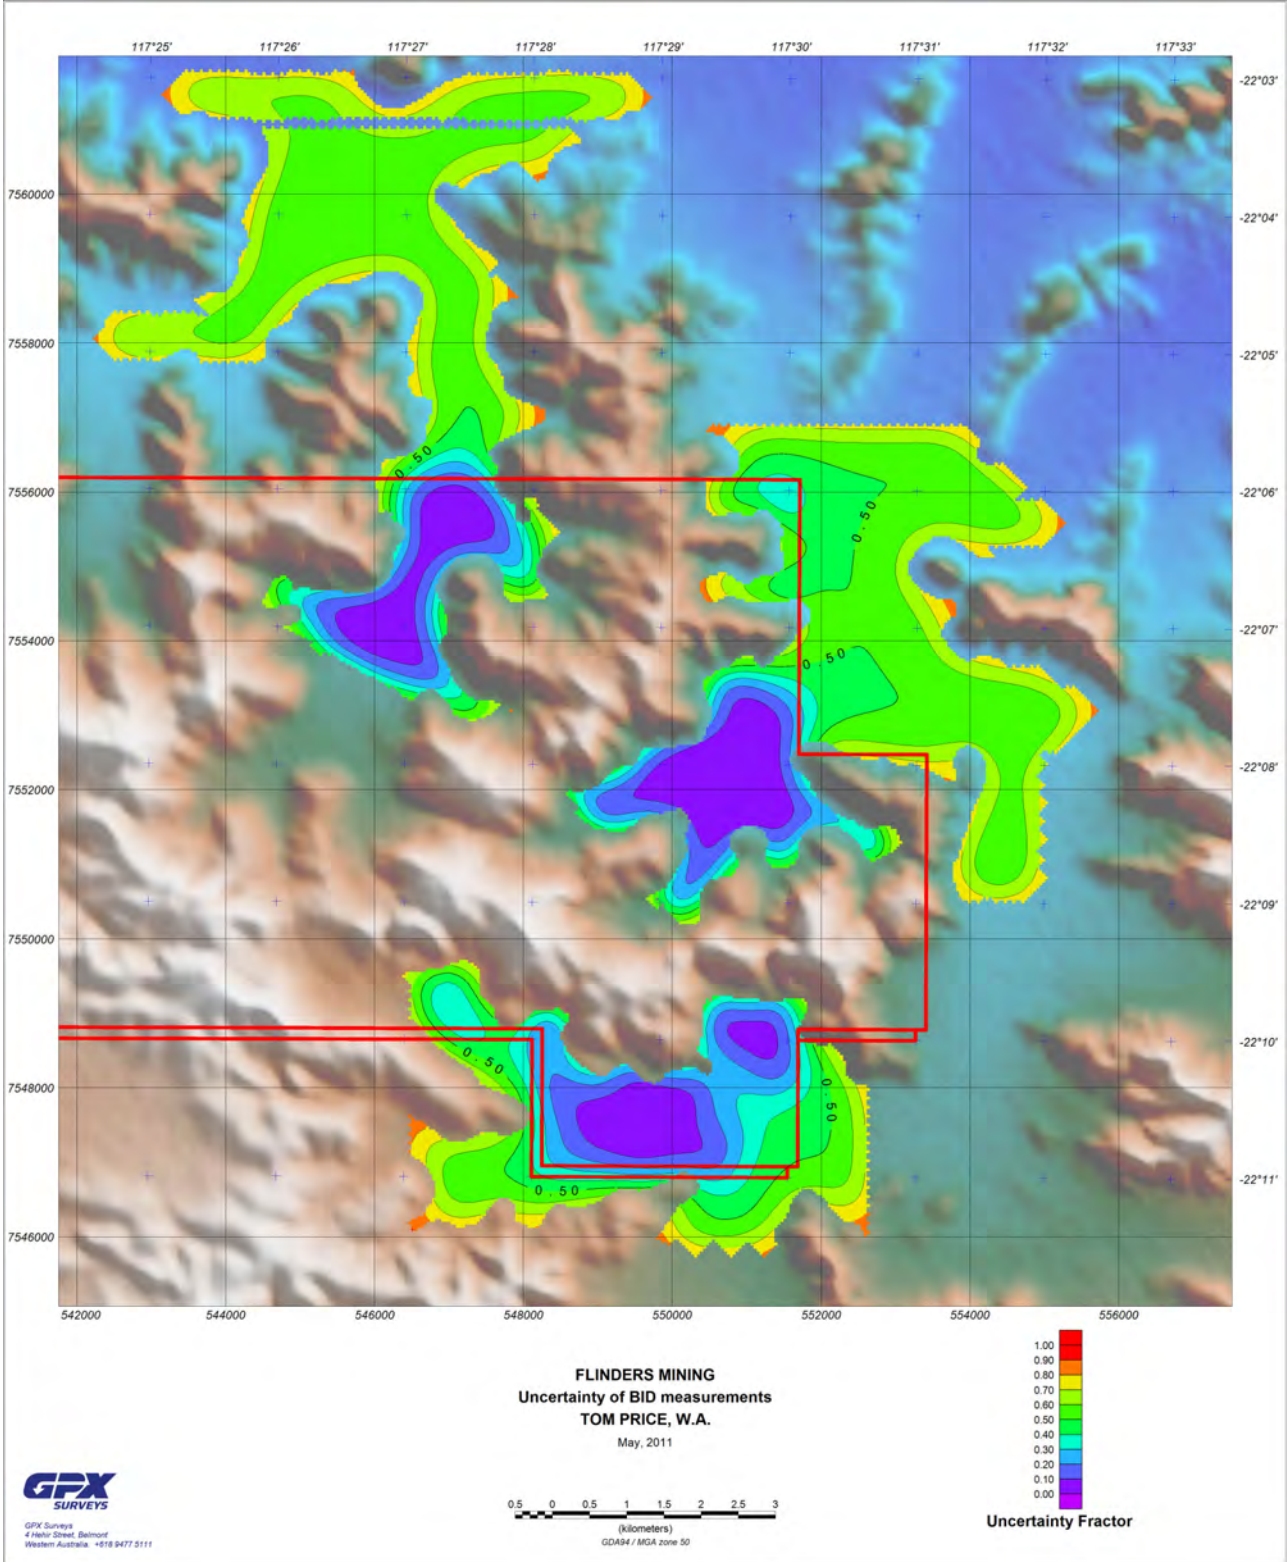 117°25' 117°26' 117°27' 117°28' 117°29' 117°30' 117°31' 117°32' 117°33'
-22°03'
7560000
-22°04'
7558000
-22°05'
0.50
7556000
-22°06'
0.50
7554000
-22°07'
0.50
7552000
-22°08'
-22°09'
7550000
-22°10'
0.50
7548000
0.50
-22°11'
0.50
7546000
542000 544000 546000 548000 550000 552000 554000 556000
FLINDERS MINING
Uncertainty of BID measurements
TOM PRICE, W.A.
May, 2011
1.00
0.90
0.80
0.70
0.60
0.50
0.40
0.30
0.20
0.10
0.00
Uncertainty Fractor
GPX
SURVEYS
GPX Surveys
4 Hehir Street, Belmont
Western Australia. +618 9477 5111
0.5 0 0.5 1 1.5 2 2.5 3
(kilometers)
GDA94 / MGA zone 50